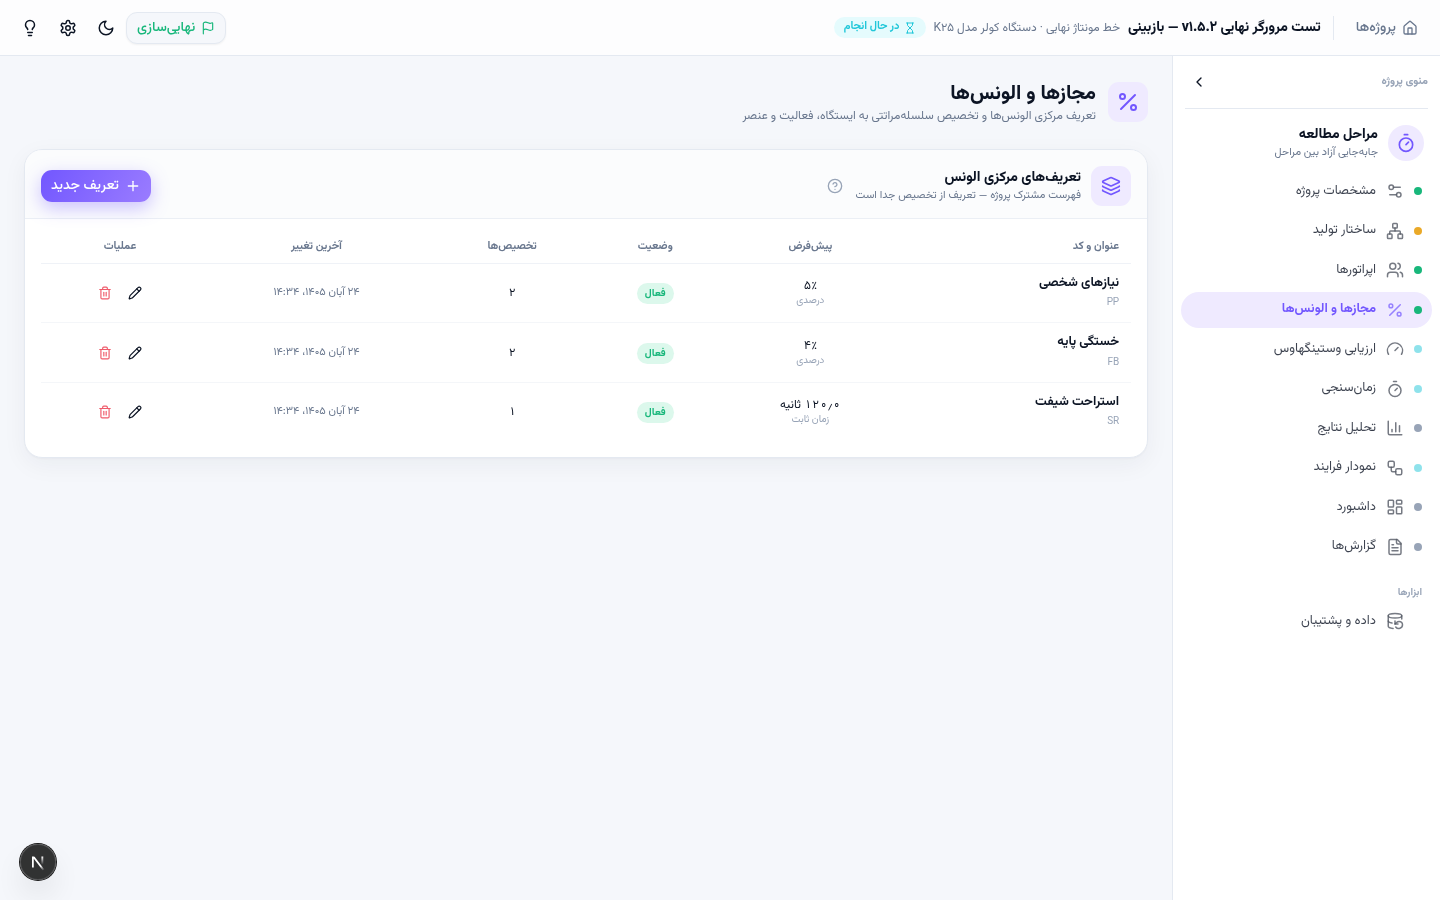 پروژه‌ها
تست مرورگر نهایی v۱.۵.۲ — بازبینی
خط مونتاژ نهایی · دستگاه کولر مدل K۲۵
در حال انجام
نهایی‌سازی
منوی پروژه
مراحل مطالعه
جابه‌جایی آزاد بین مراحل
مشخصات پروژه
ساختار تولید
اپراتورها
مجازها و الونس‌ها
ارزیابی وستینگهاوس
زمان‌سنجی
تحلیل نتایج
نمودار فرایند
داشبورد
گزارش‌ها
ابزارها
داده و پشتیبان
مجازها و الونس‌ها
تعریف مرکزی الونس‌ها و تخصیص سلسله‌مراتبی به ایستگاه، فعالیت و عنصر
تعریف‌های مرکزی الونس
فهرست مشترک پروژه — تعریف از تخصیص جدا است
تعریف جدید
عنوان و کد پیش‌فرض وضعیت تخصیص‌ها آخرین تغییر عملیات
نیازهای شخصی ۵٪ فعال ۲ ۲۴ آبان ۱۴۰۵، ۱۴:۳۴
PP درصدی
خستگی پایه ۴٪ فعال ۲ ۲۴ آبان ۱۴۰۵، ۱۴:۳۴
FB درصدی
استراحت شیفت ۱۲۰٫۰ ثانیه فعال ۱ ۲۴ آبان ۱۴۰۵، ۱۴:۳۴
SR زمان ثابت